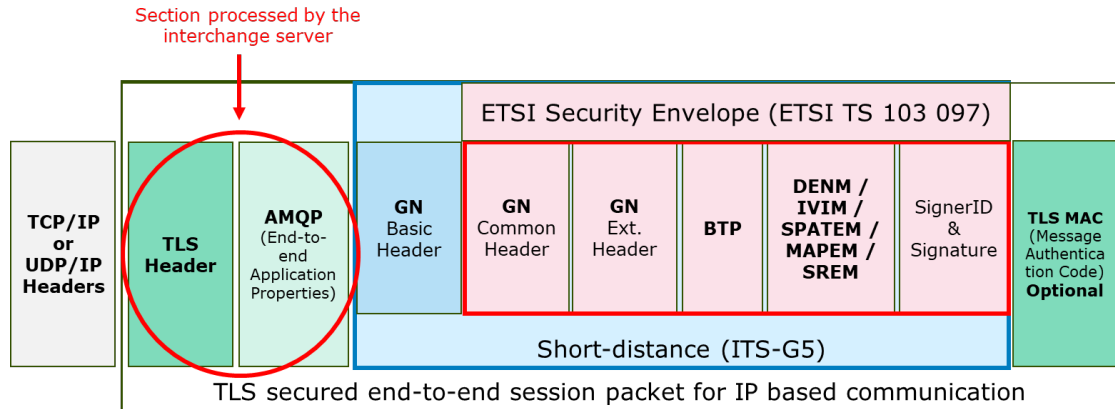 Section processed by the
interchange server
ETSI Security Envelope (ETSI TS 103 097)
TCP/IP
or
UDP/IP
Headers
TLS
Header
AMQP
(End-to-
end
Application
Properties)
GN
Basic
Header
GN
Common
Header
GN
Ext.
Header
BTP
DENM /
IVIM /
SPATEM /
MAPEM /
SREM
SignerID
&
Signature
TLS MAC
(Message
Authentica
tion Code)
Optional
Short-distance (ITS-G5)
TLS secured end-to-end session packet for IP based communication